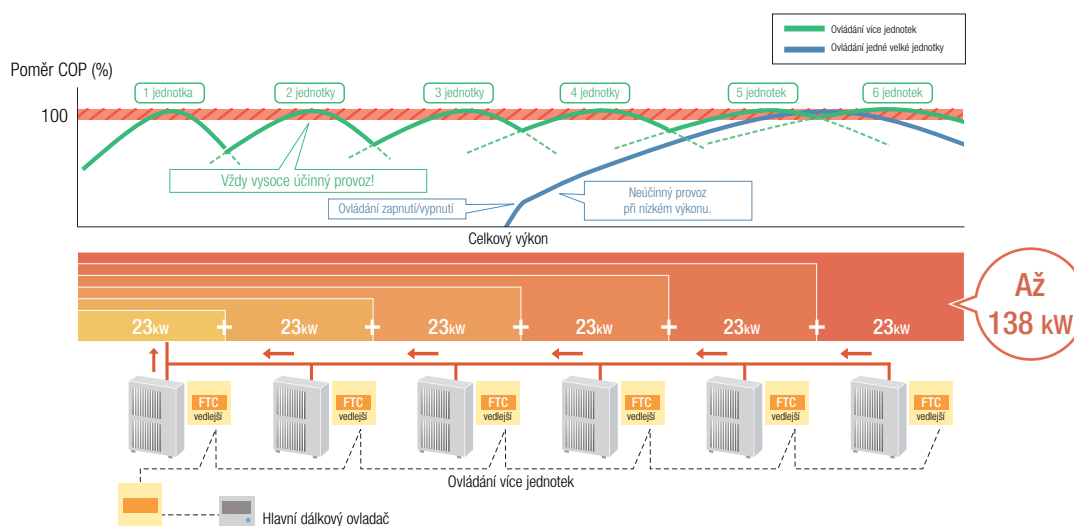 Ovládání více jednotek
Ovládání jedné velké jednotky
Poměr COP (%)
1 jednotka
2 jednotky
3 jednotky
4 jednotky
5 jednotek
6 jednotek
100
Vždy vysoce účinný provoz!
Ovládání zapnutí/vypnutí
Neúčinný provoz
při nízkém výkonu.
Celkový výkon
23kW + 23kW + 23kW + 23kW + 23kW + 23kW
Až
138 kW
FTC
vedlejší
FTC
vedlejší
FTC
vedlejší
FTC
vedlejší
FTC
vedlejší
FTC
vedlejší
Ovládání více jednotek
Hlavní dálkový ovladač